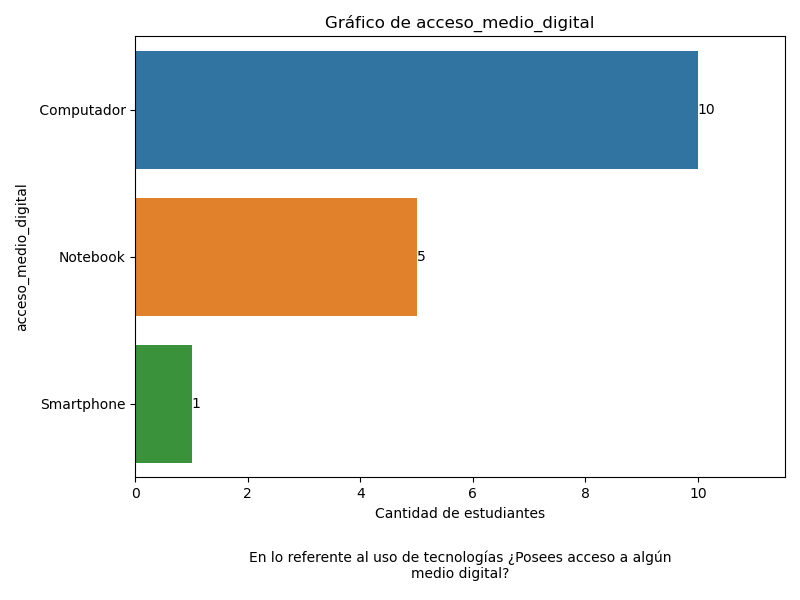 Gráfico de acceso_medio_digital
acceso_medio_digital
Computador
10
Notebook
5
Smartphone
1
0 2 4 6 8 10
Cantidad de estudiantes
En lo referente al uso de tecnologías ¿Posees acceso a algún
medio digital?